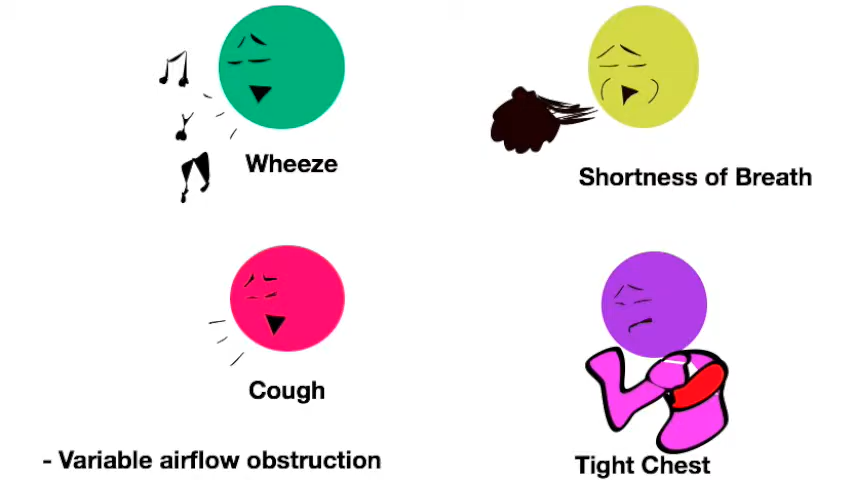 Wheeze
Shortness of Breath
Cough
Tight Chest
- Variable airflow obstruction